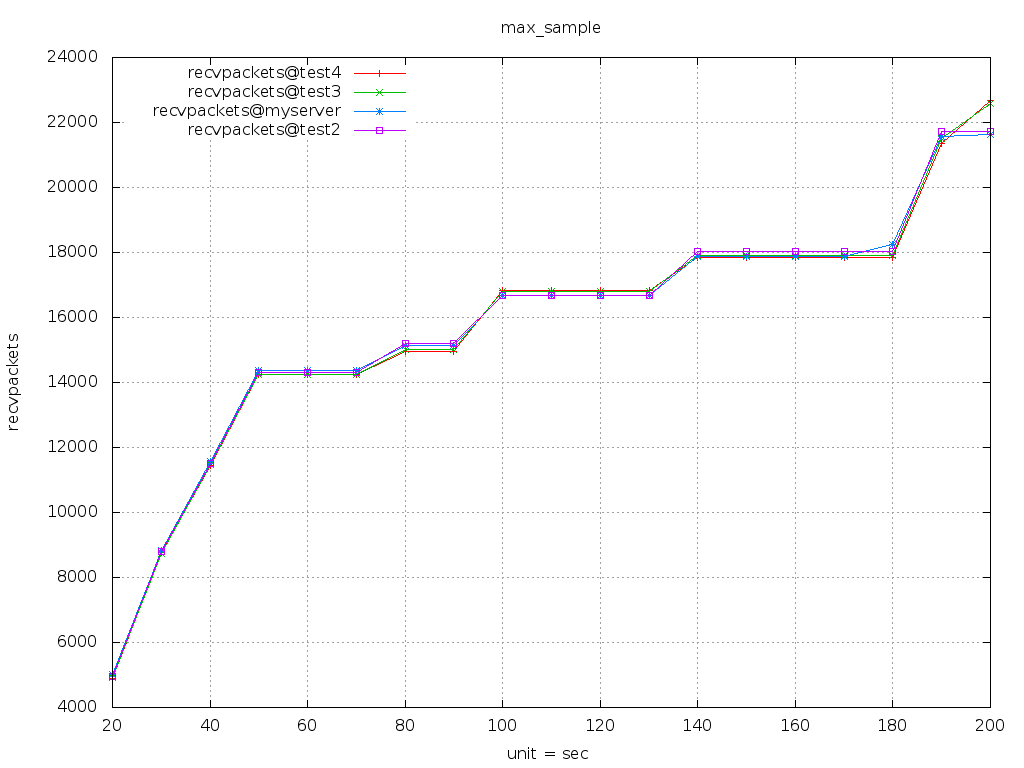 max_sample
24000
22000
20000
18000
16000
14000
12000
10000
8000
6000
4000
recvpackets
recvpackets@test4
recvpackets@test3
recvpackets@myserver
recvpackets@test2
20 40 60 80 100 120 140 160 180 200
unit = sec